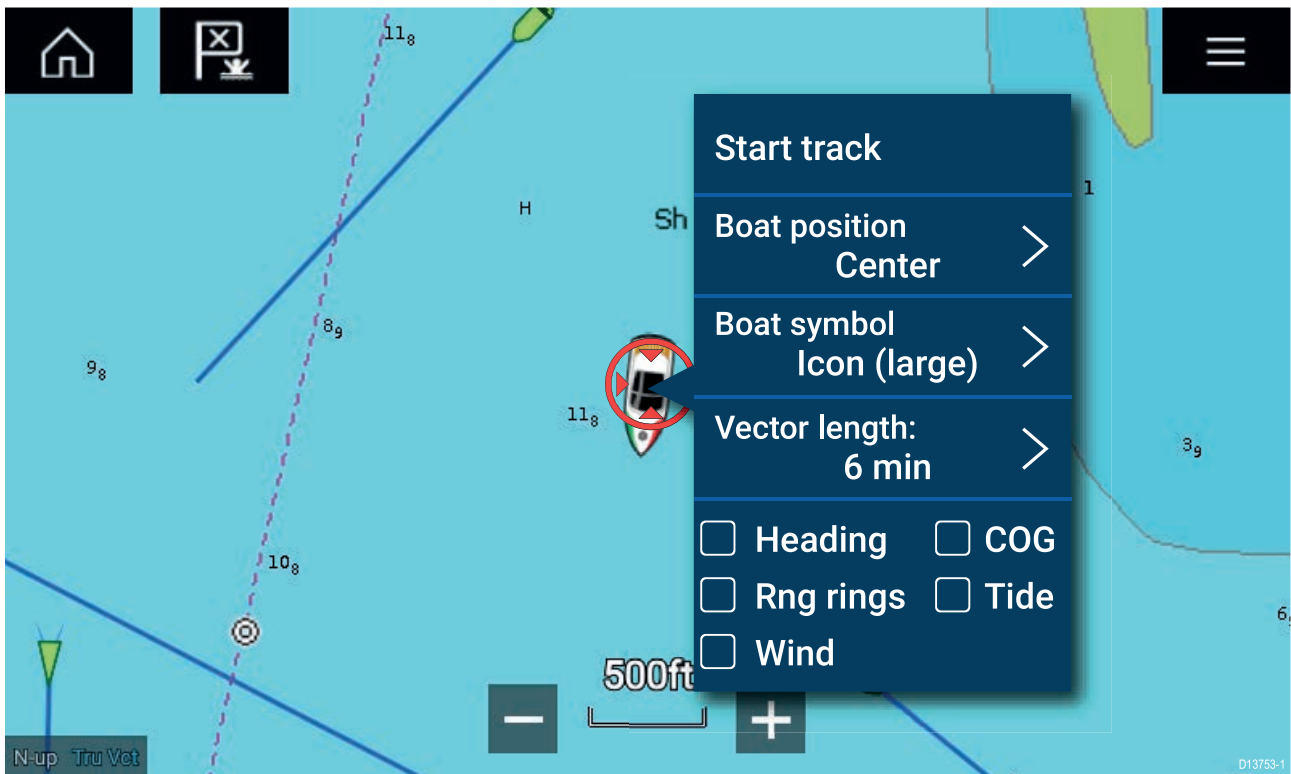 11₈
X
H
Sh
1
8₉
9₈
11₈
3₉
10₈
6
Start track
Boat position
Center
Boat symbol
Icon (large)
Vector length:
6 min
Heading
COG
Rng rings
Tide
Wind
500ft
N-up Tru Vct
D13753-1